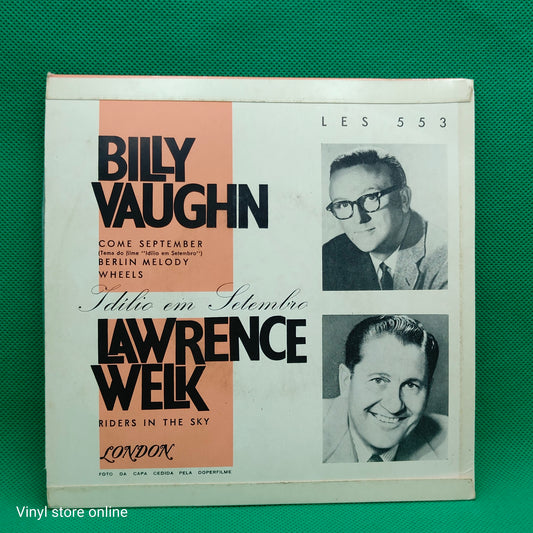 LES 553
BILLY
VAUGHN
COME SEPTEMBER
(Tema do filme "Idílio em Setembro")
BERLIN MELODY
WHEELS
Idílio em Setembro
LAWRENCE
WELK
RIDERS IN THE SKY
LONDON
FOTO DA CAPA CEDIDA PELA DOPERFILME
Vinyl store online